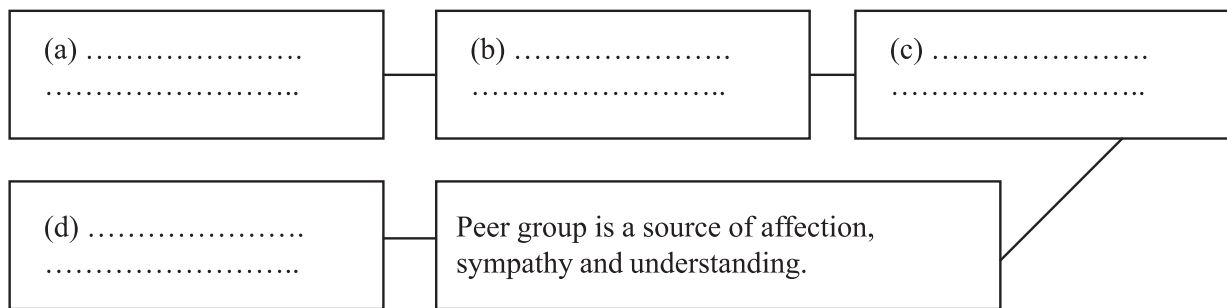 (a) …………………. (b) …………………. (c) ………………….
…………………….. …………………….. ……………………..
(d) ………………….
……………………..
Peer group is a source of affection,
sympathy and understanding.